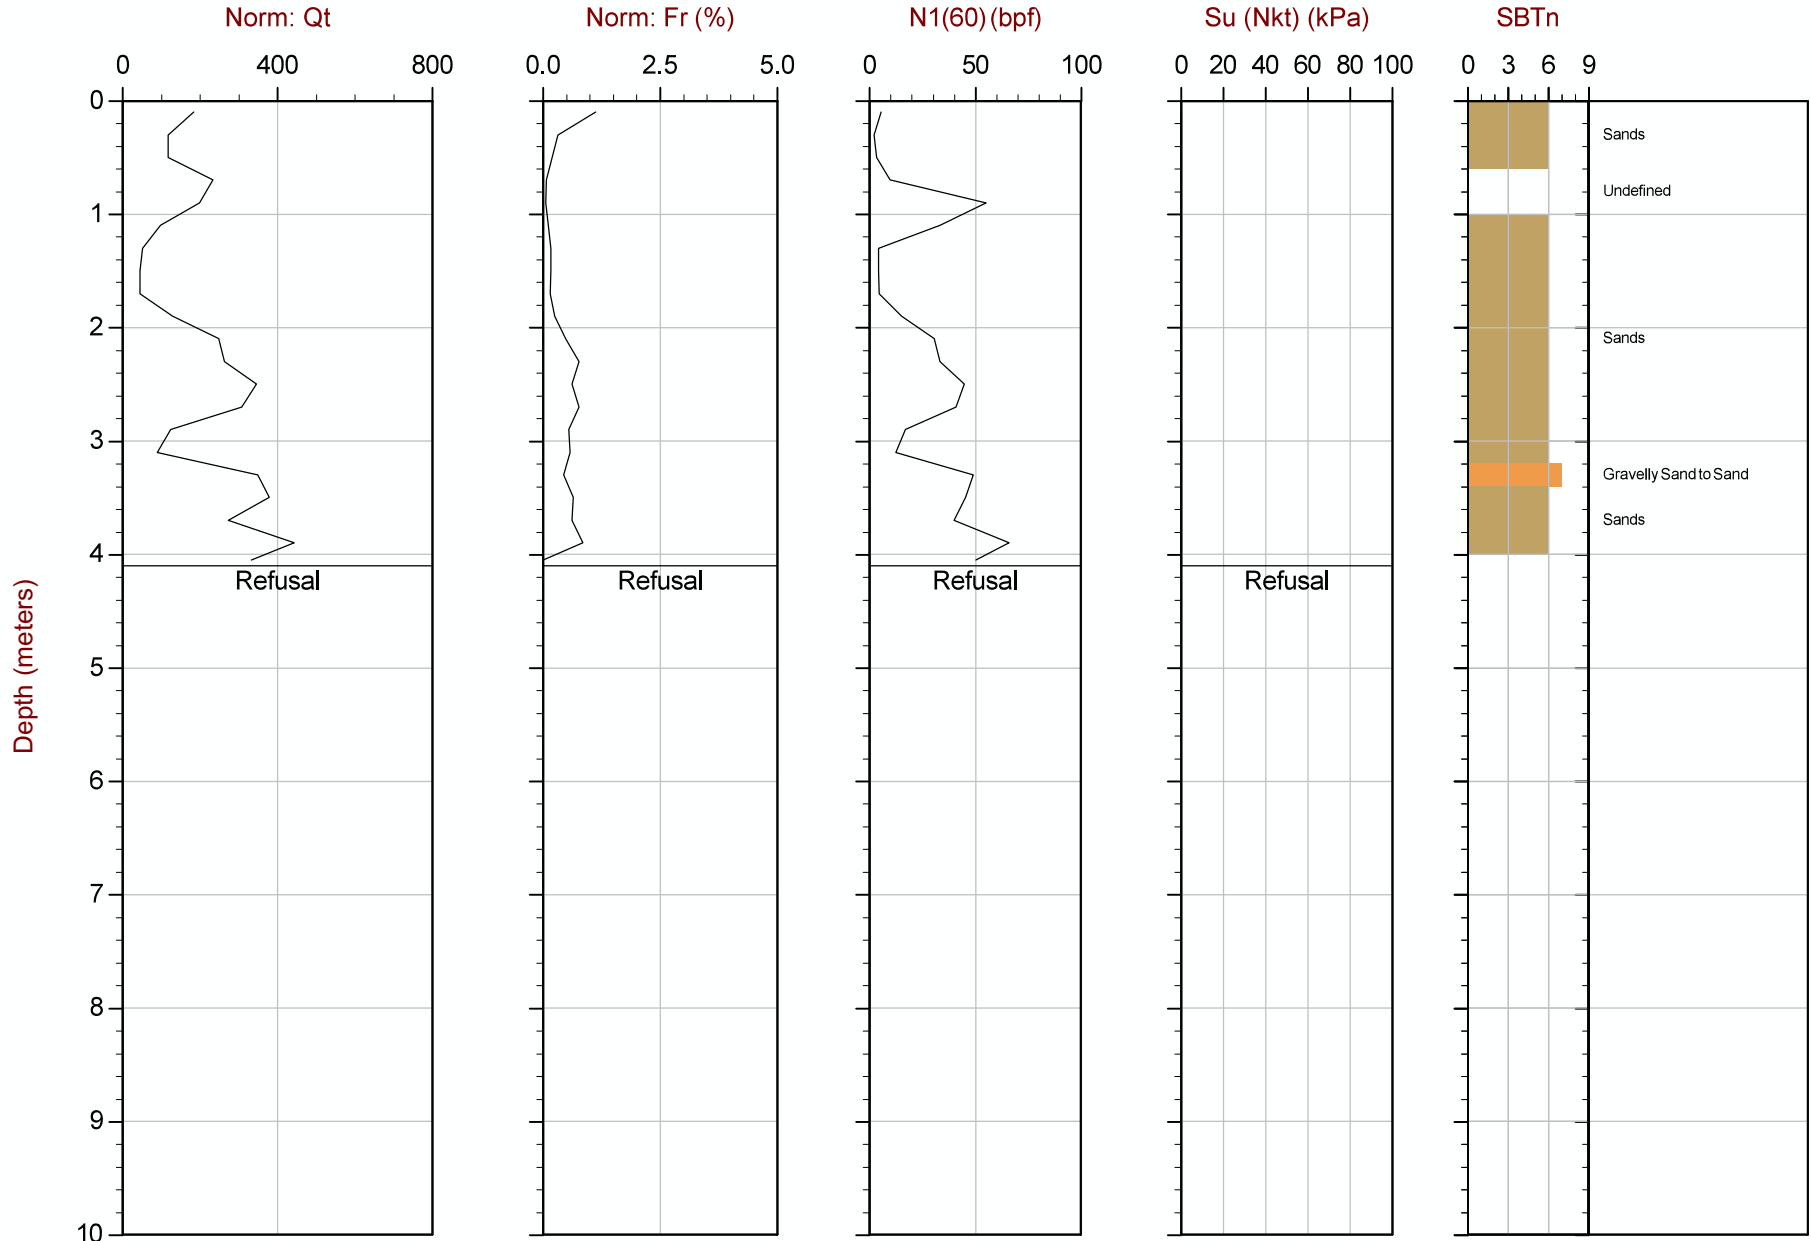 Norm: Qt Norm: Fr (%) N1(60) (bpf) Su (Nkt) (kPa) SBTn
0 400 800 0.0 2.5 5.0 0 50 100 0 20 40 60 80 100 0 3 6 9
0
Sands
Undefined
1
2
Sands
3
Gravelly Sand to Sand
Sands
4
Refusal Refusal Refusal Refusal
5
Depth (meters)
6
7
8
9
10